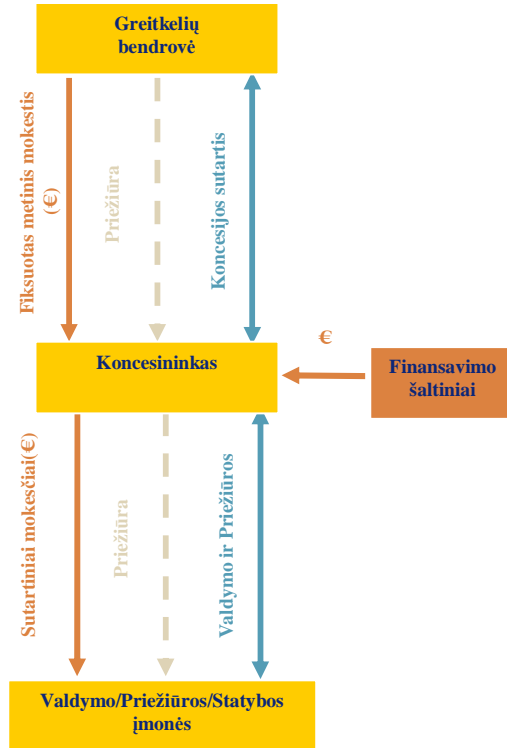 Greitkelių
bendrovė
Fiksuotas metinis mokestis
(€)
Priežiūra
Koncesijos sutartis
Koncesininkas
€
Finansavimo
šaltiniai
Sutartiniai mokesčiai(€)
Priežiūra
Valdymo ir Priežiūros
Valdymo/Priežiūros/Statybos
įmonės